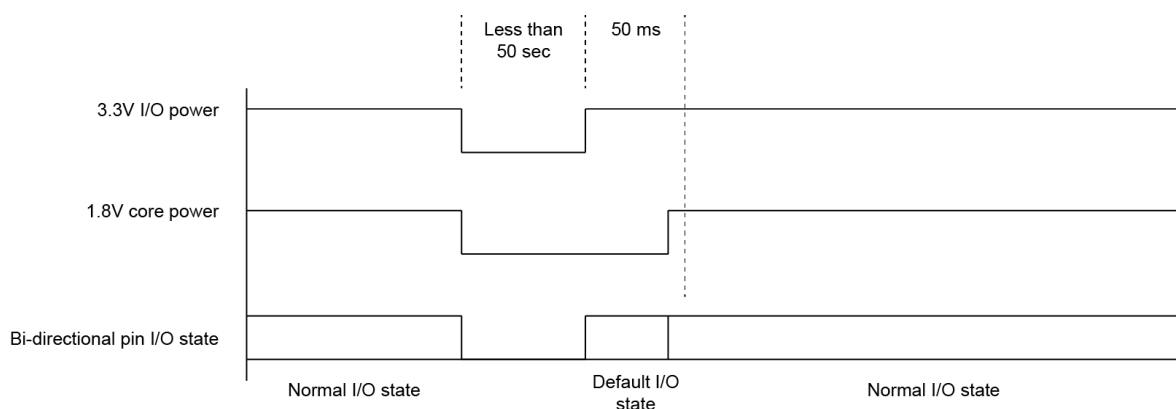 Less than
50 sec
50 ms
3.3V I/O power
1.8V core power
Bi-directional pin I/O state
Normal I/O state
Default I/O
state
Normal I/O state